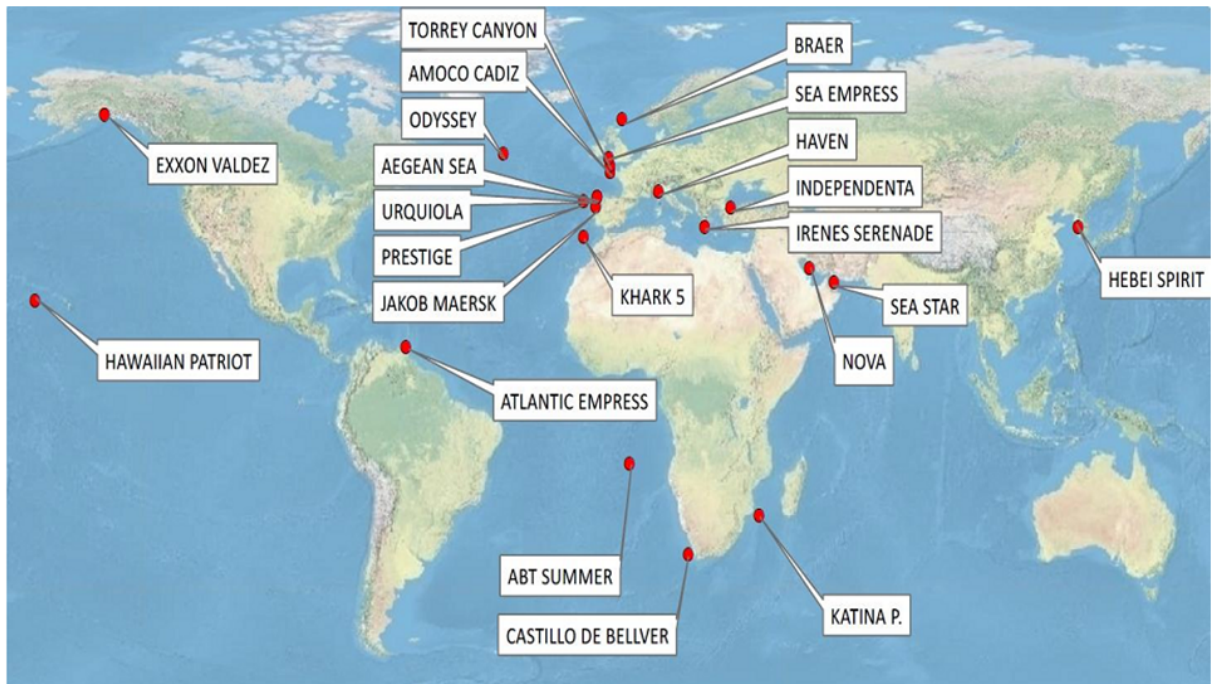 TORREY CANYON
BRAER
AMOCO CADIZ
SEA EMPRESS
ODYSSEY
HAVEN
EXXON VALDEZ
AEGEAN SEA
INDEPENDENTA
URQUIOLA
IRENES SERENADE
PRESTIGE
HEBEI SPIRIT
JAKOB MAERSK
KHARK 5
SEA STAR
HAWAIIAN PATRIOT
NOVA
ATLANTIC EMPRESS
ABT SUMMER
KATINA P.
CASTILLO DE BELLVER